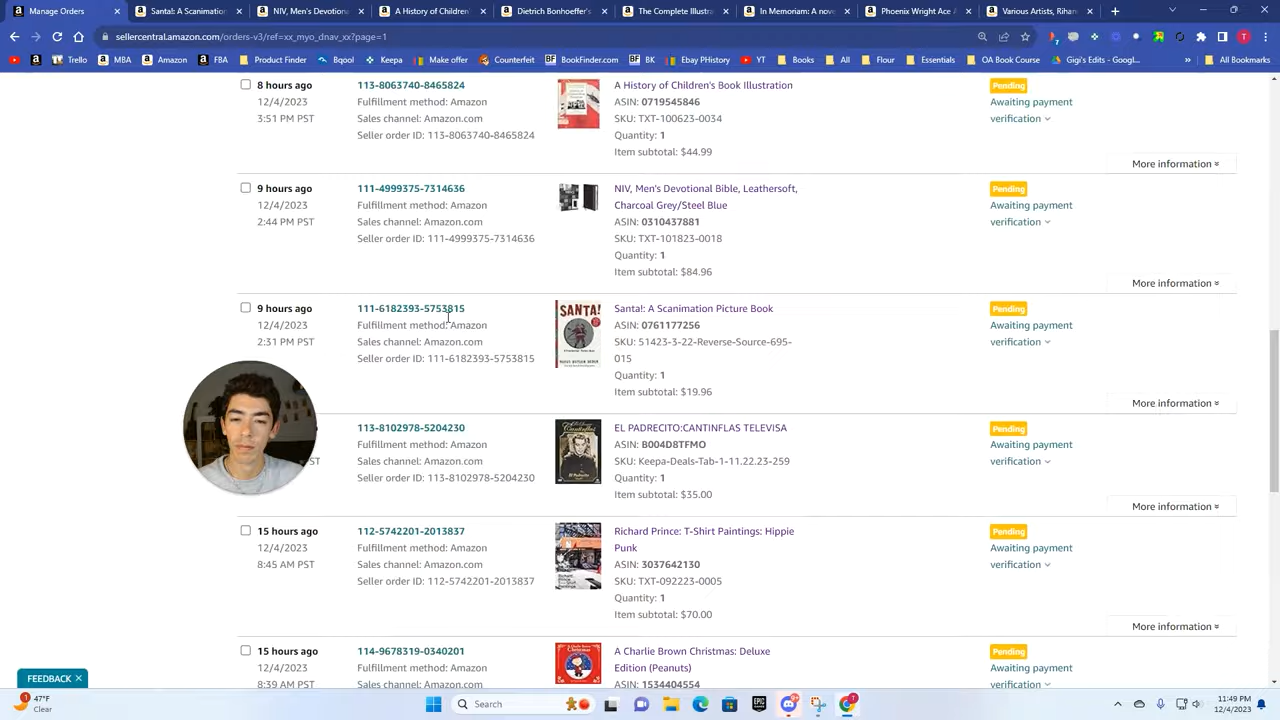 Manage Orders
Santa!: A Scanimation P
NIV, Men's Devotiona
A History of Children's
Dietrich Bonhoeffer's
The Complete Illustra
In Memoriam: A nove
Phoenix Wright Ace A
Various Artists, Rihan
sellercentral.amazon.com/orders-v3/ref=xx_myo_dnav_xx?page=1
Trello
MBA
Amazon
FBA
Product Finder
Bqool
Keepa
Make offer
Counterfeit
BF BookFinder.com
Ebay PHistory
YT
Books
All
Flour
Classes
OA Book Course
Gigi's Edits - Googl...
»
All Bookmarks
8 hours ago
12/4/2023
3:51 PM PST
113-8063740-8465824
Fulfillment method: Amazon
Sales channel: Amazon.com
Seller order ID: 113-8063740-8465824
A History of Children's Book Illustration
ASIN: 0719545846
SKU: TXT-100623-0034
Quantity: 1
Item subtotal: $44.99
Pending
Awaiting payment
verification
More information
9 hours ago
12/4/2023
2:44 PM PST
111-4999375-7314636
Fulfillment method: Amazon
Sales channel: Amazon.com
Seller order ID: 111-4999375-7314636
NIV, Men's Devotional Bible, Leathersoft,
Charcoal Grey/Steel Blue
ASIN: 0310437881
SKU: TXT-101823-0018
Quantity: 1
Item subtotal: $84.96
Pending
Awaiting payment
verification
More information
9 hours ago
12/4/2023
2:31 PM PST
111-6182393-5753815
Fulfillment method: Amazon
Sales channel: Amazon.com
Seller order ID: 111-6182393-5753815
SANTA!
Santa!: A Scanimation Picture Book
ASIN: 0761177256
SKU: 51423-3-22-Reverse-Source-695-
015
Quantity: 1
Item subtotal: $19.96
Pending
Awaiting payment
verification
More information
ST
113-8102978-5204230
Fulfillment method: Amazon
Sales channel: Amazon.com
Seller order ID: 113-8102978-5204230
EL PADRECITO:CANTINFLAS TELEVISA
ASIN: B004D8TFMO
SKU: Keepa-Deals-Tab-1-11.22.23-259
Quantity: 1
Item subtotal: $35.00
Pending
Awaiting payment
verification
More information
15 hours ago
12/4/2023
8:45 AM PST
112-5742201-2013837
Fulfillment method: Amazon
Sales channel: Amazon.com
Seller order ID: 112-5742201-2013837
Richard Prince: T-Shirt Paintings: Hippie
Punk
ASIN: 3037642130
SKU: TXT-092223-0005
Quantity: 1
Item subtotal: $70.00
Pending
Awaiting payment
verification
More information
15 hours ago
12/4/2023
8:39 AM PST
114-9678319-0340201
Fulfillment method: Amazon
A Charlie Brown Christmas: Deluxe
Edition (Peanuts)
ASIN: 1534404554
Pending
Awaiting payment
verification
FEEDBACK
47°F
Clear
Search
11:49 PM
12/4/2023